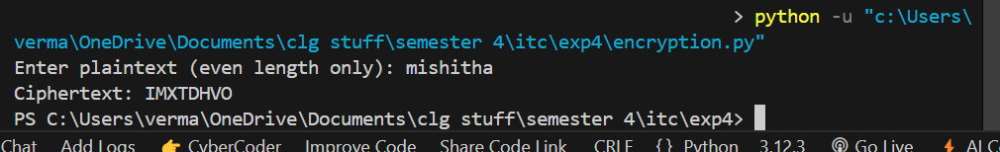 > python -u "c:\Users\
verma\OneDrive\Documents\clg stuff\semester 4\itc\exp4\encryption.py"
Enter plaintext (even length only): mishitha
Ciphertext: IMXTDHVO
PS C:\Users\verma\OneDrive\Documents\clg stuff\semester 4\itc\exp4>
Chat Add Logs 👉 CyberCoder Improve Code Share Code Link CRLF {} Python 3.12.3 Go Live AI Co